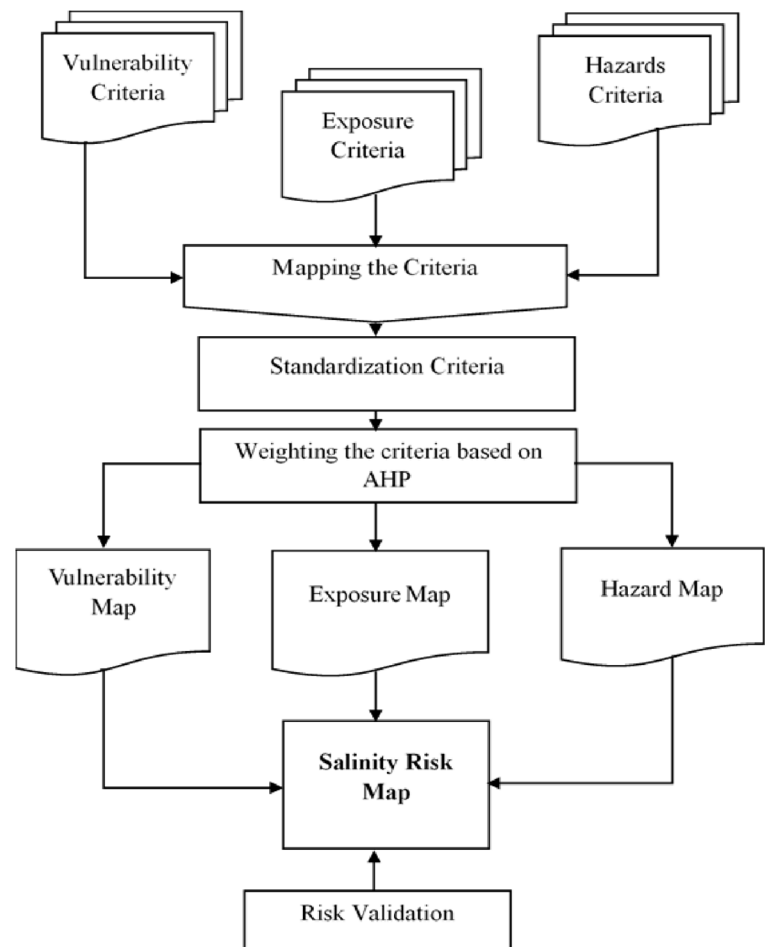 Vulnerability
Criteria
Exposure
Criteria
Hazards
Criteria
Mapping the Criteria
Standardization Criteria
Weighting the criteria based on
AHP
Vulnerability
Map
Exposure Map
Hazard Map
Salinity Risk
Map
Risk Validation